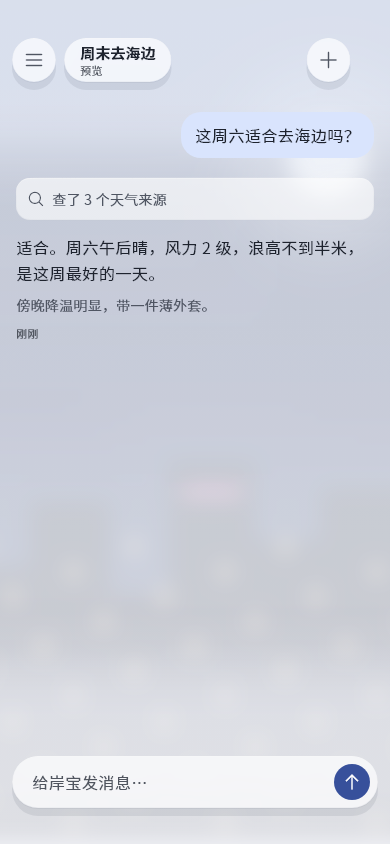 周末去海边
预览
这周六适合去海边吗？
查了 3 个天气来源
适合。周六午后晴，风力 2 级，浪高不到半米，
是这周最好的一天。
傍晚降温明显，带一件薄外套。
刚刚
给岸宝发消息…